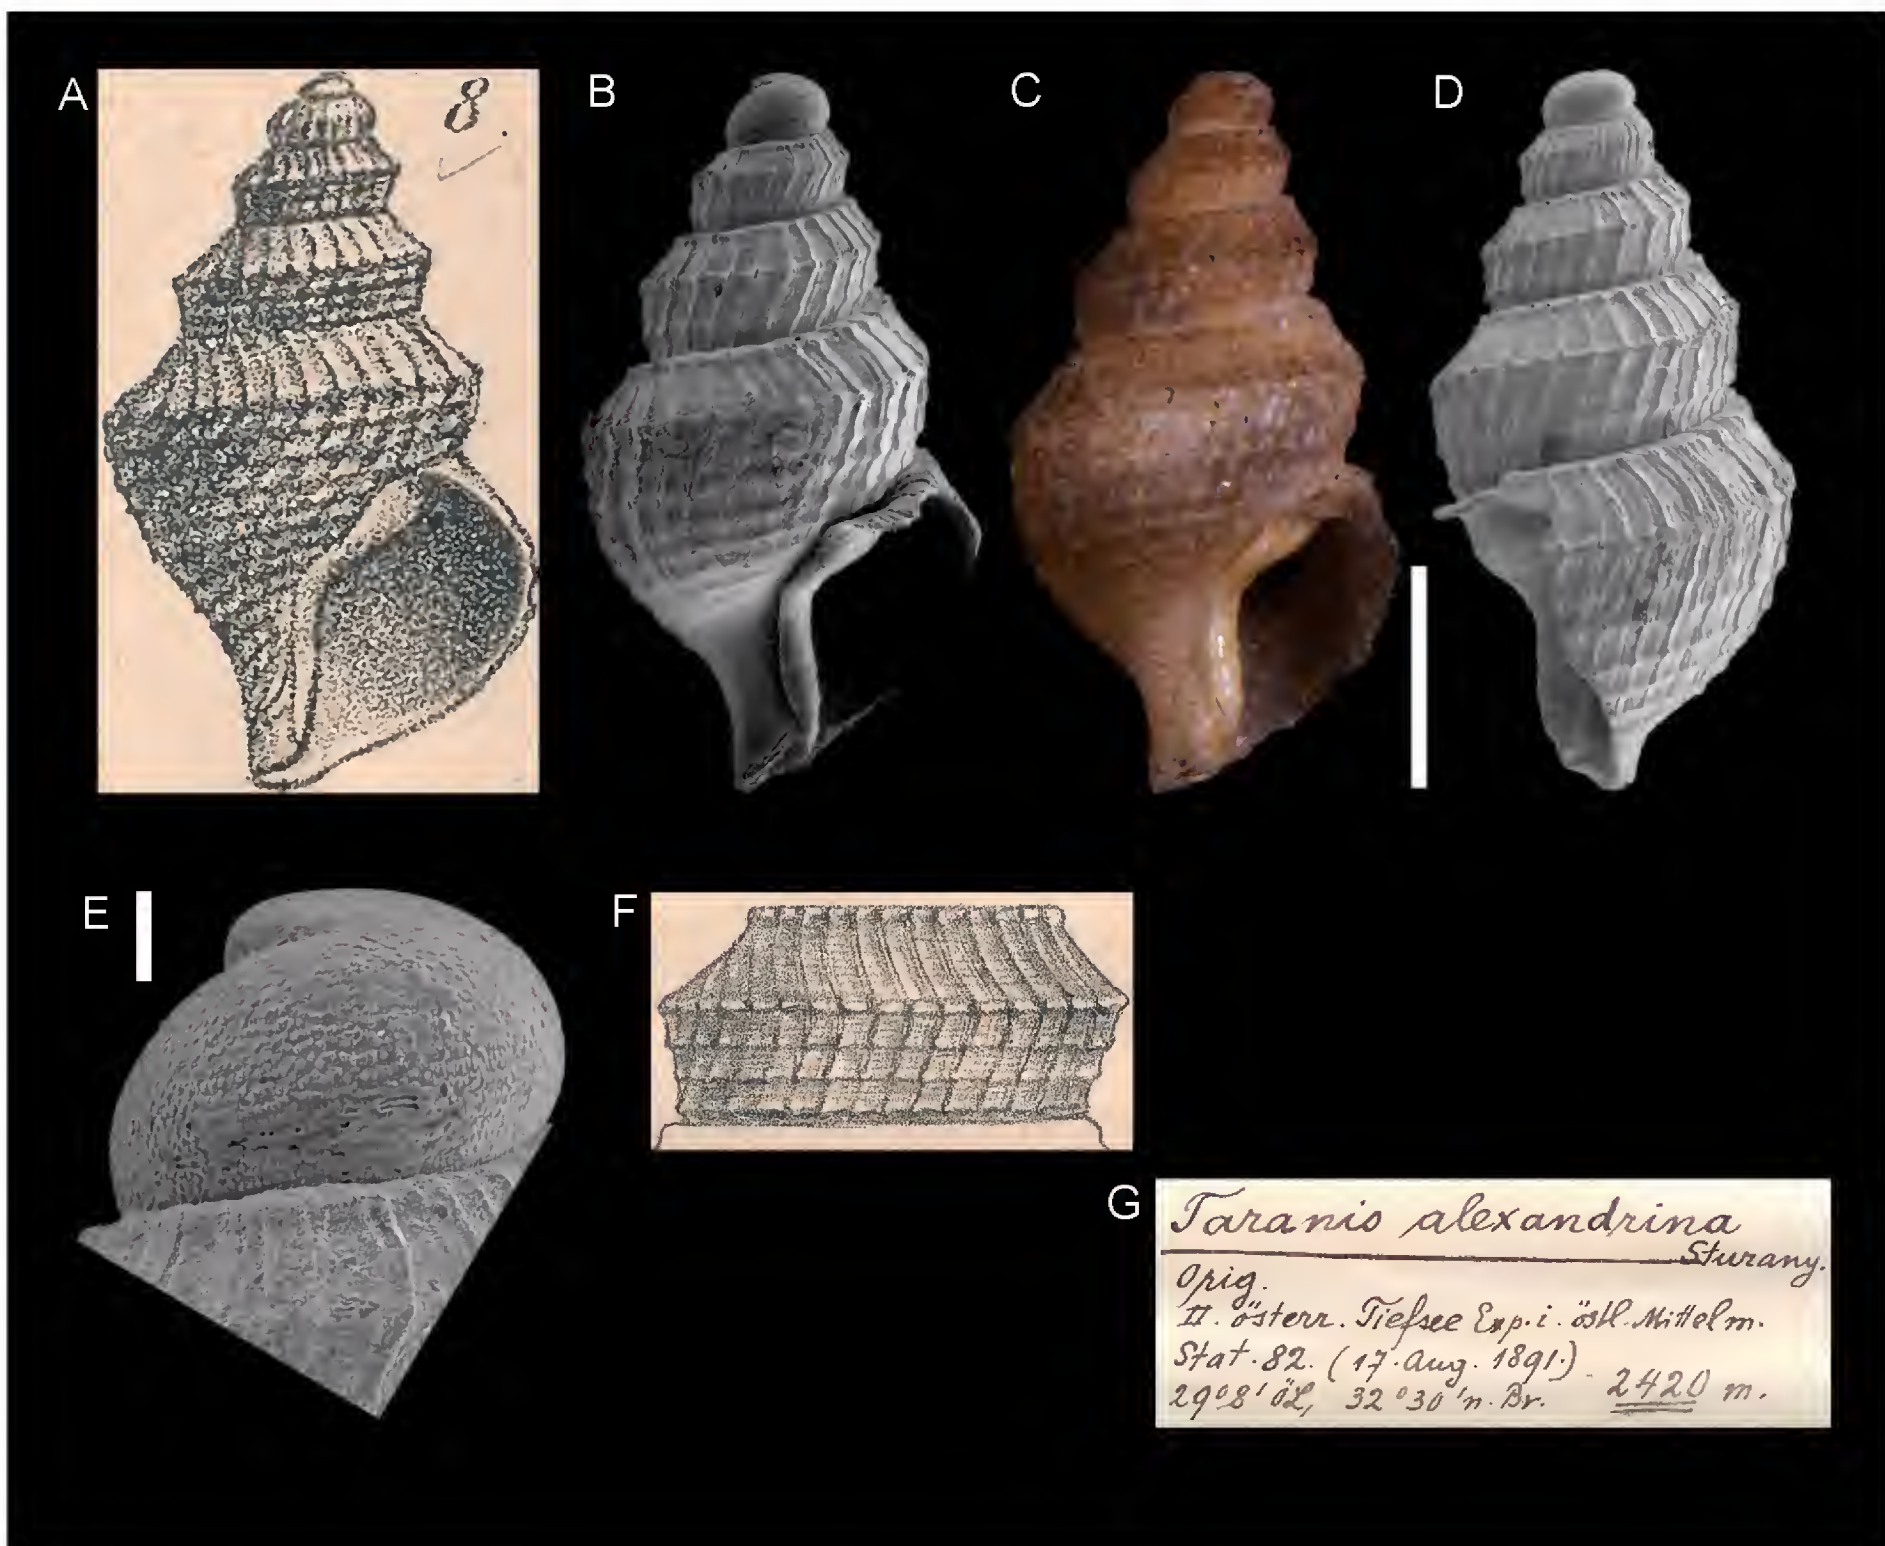 A
8
B
C
D
E
F
G
Taranis alexandrina
Sturany.
Orig.
II. österr. Tiefsee Exp. i. östl. Mittelm.
Stat. 82. (17. Aug. 1891.)
29°8' ÖL, 32°30' n. Br. 2420 m.